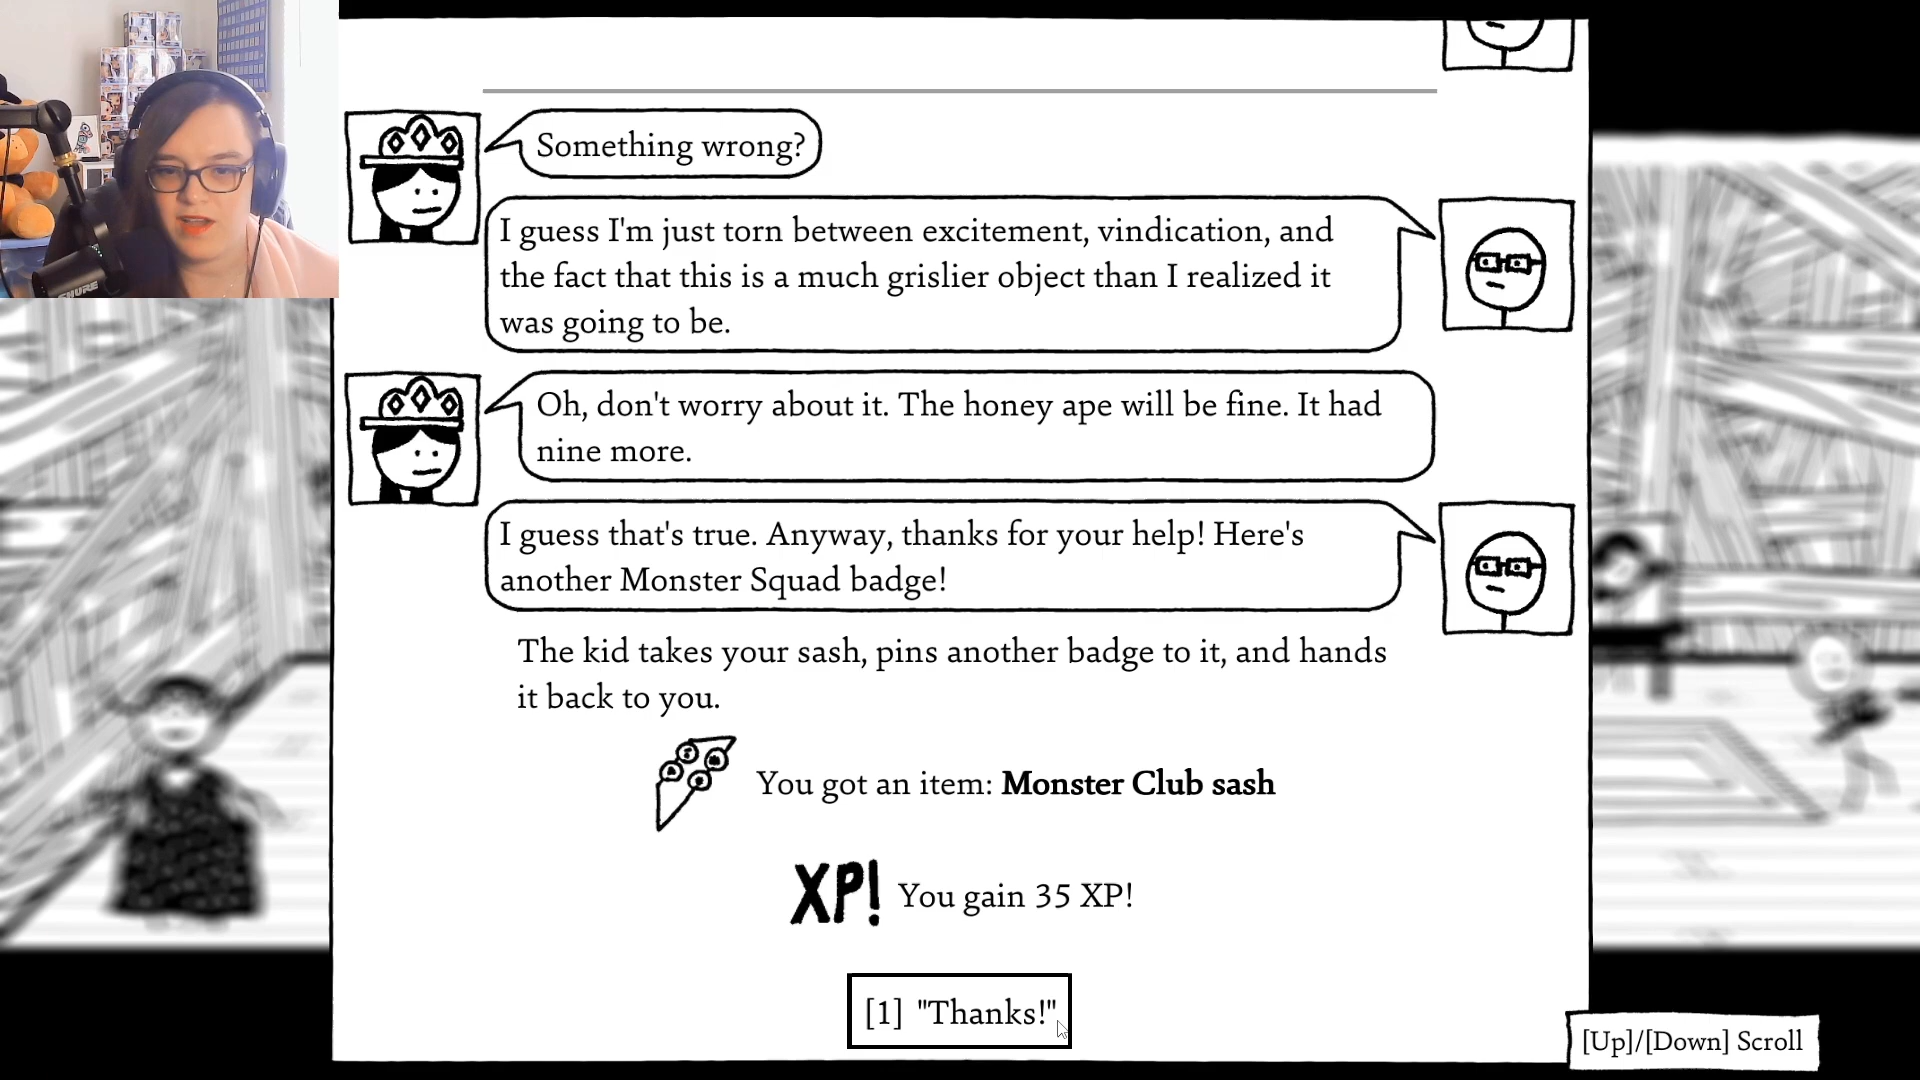 Something wrong?
I guess I'm just torn between excitement, vindication, and
the fact that this is a much grislier object than I realized it
was going to be.
Oh, don't worry about it. The honey ape will be fine. It had
nine more.
I guess that's true. Anyway, thanks for your help! Here's
another Monster Squad badge!
The kid takes your sash, pins another badge to it, and hands
it back to you.
You got an item: Monster Club sash
XP! You gain 35 XP!
[1] "Thanks!"
[Up]/[Down] Scroll
SHURE